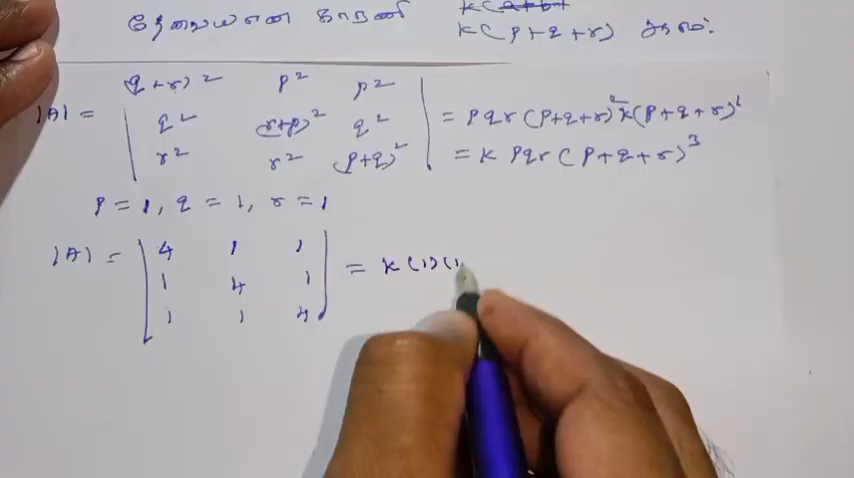 தேவையான காரணி k(a+b+
k(p+q+r) ஆகும்.
|A| = | (q+r)² p² p² | = pqr (p+q+r)² k(p+q+r)¹
q² (r+p)² q²
r² r² (p+q)² = k pqr (p+q+r)³
p = 1, q = 1, r = 1
|A| = | 4 1 1 |
1 4 1 = k (1) (1
1 1 4